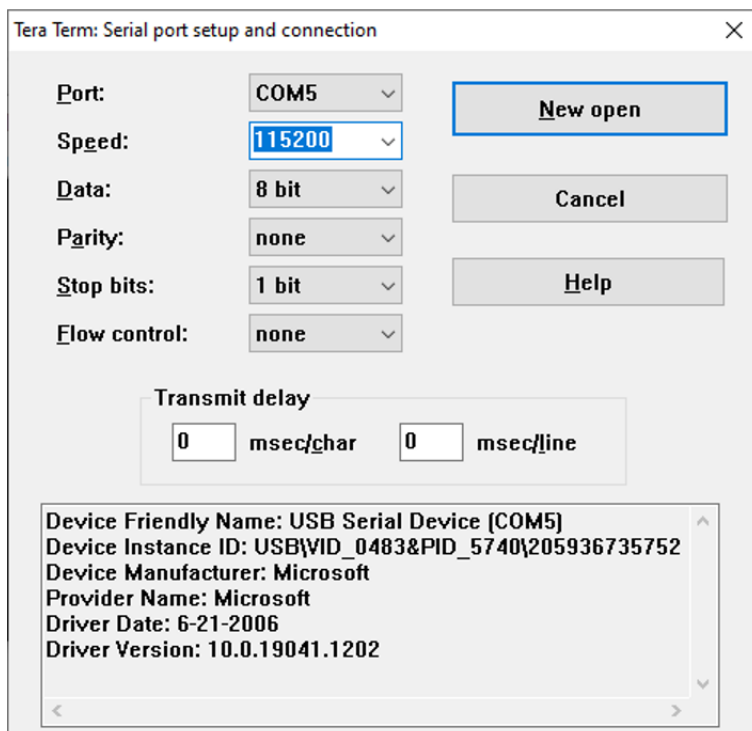 Tera Term: Serial port setup and connection
Port: COM5
New open
Speed: 115200
Data: 8 bit
Cancel
Parity: none
Stop bits: 1 bit
Help
Flow control: none
Transmit delay
0 msec/char 0 msec/line
Device Friendly Name: USB Serial Device (COM5)
Device Instance ID: USB\VID_0483&PID_5740\205936735752
Device Manufacturer: Microsoft
Provider Name: Microsoft
Driver Date: 6-21-2006
Driver Version: 10.0.19041.1202